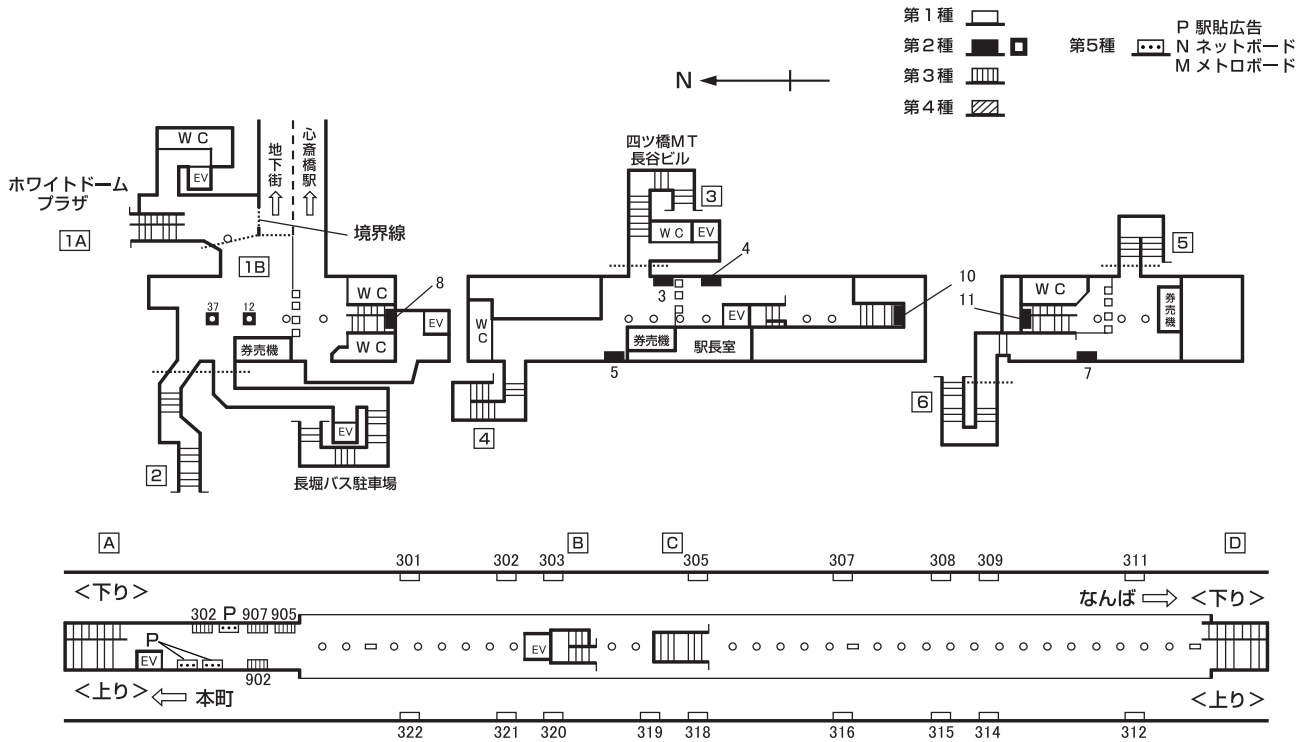 第1種
第2種
第3種
第4種
第5種
P 駅貼広告
N ネットボード
M メトロボード
N
WC
EV
ホワイトドーム
プラザ
1A
地下街
心斎橋駅
境界線
1B
37
12
WC
8
EV
WC
券売機
2
EV
長堀バス駐車場
四ツ橋MT
長谷ビル
3
WC
EV
4
3
WC
EV
券売機
駅長室
5
4
10
11
WC
5
券売機
7
6
A
B
C
D
301
302
303
305
307
308
309
311
<下り>
なんば
<下り>
302
P
907
905
P
EV
902
EV
<上り>
本町
<上り>
322
321
320
319
318
316
315
314
312